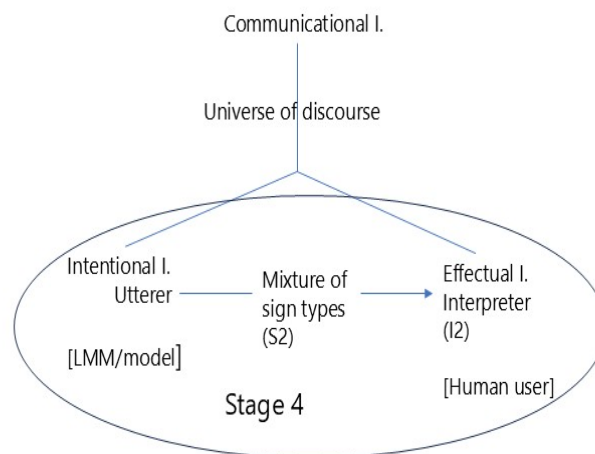 Communicational I.
Universe of discourse
Intentional I.
Utterer
[LMM/model]
Mixture of
sign types
(S2)
Effectual I.
Interpreter
(I2)
[Human user]
Stage 4